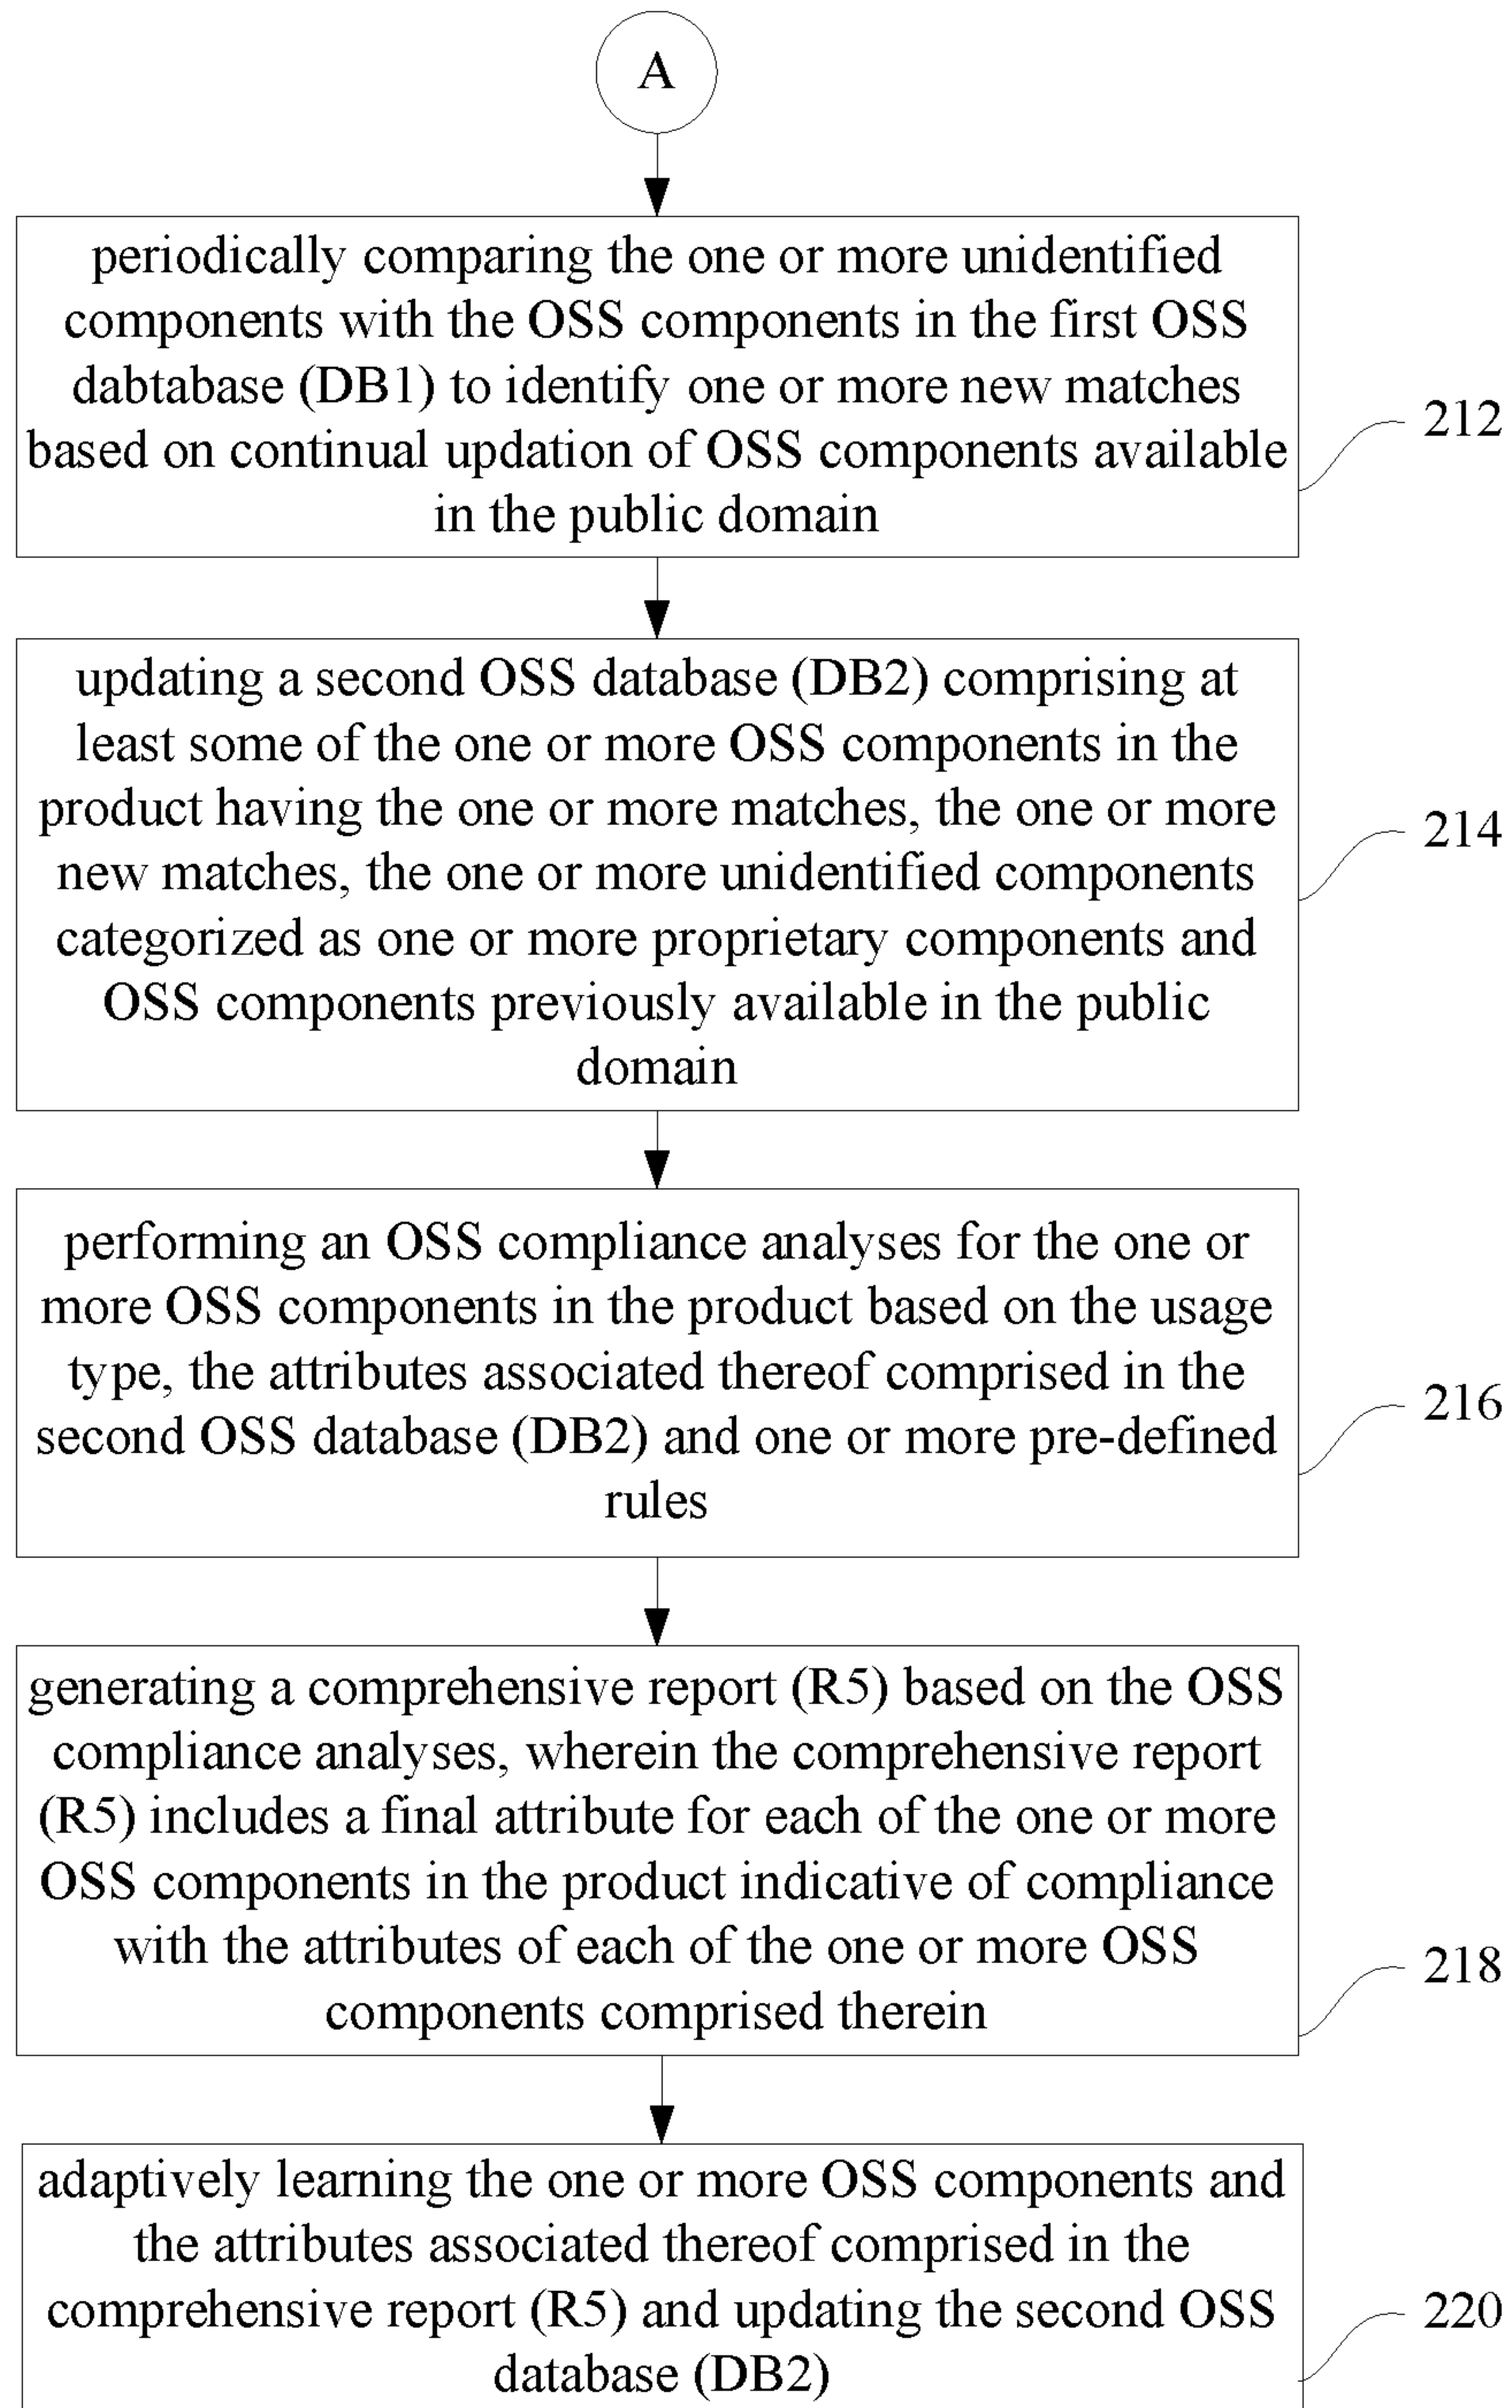 A
periodically comparing the one or more unidentified
components with the OSS components in the first OSS
dabtabase (DB1) to identify one or more new matches
based on continual updation of OSS components available
in the public domain
212
updating a second OSS database (DB2) comprising at
least some of the one or more OSS components in the
product having the one or more matches, the one or more
new matches, the one or more unidentified components
categorized as one or more proprietary components and
OSS components previously available in the public
domain
214
performing an OSS compliance analyses for the one or
more OSS components in the product based on the usage
type, the attributes associated thereof comprised in the
second OSS database (DB2) and one or more pre-defined
rules
216
generating a comprehensive report (R5) based on the OSS
compliance analyses, wherein the comprehensive report
(R5) includes a final attribute for each of the one or more
OSS components in the product indicative of compliance
with the attributes of each of the one or more OSS
components comprised therein
218
adaptively learning the one or more OSS components and
the attributes associated thereof comprised in the
comprehensive report (R5) and updating the second OSS
database (DB2)
220